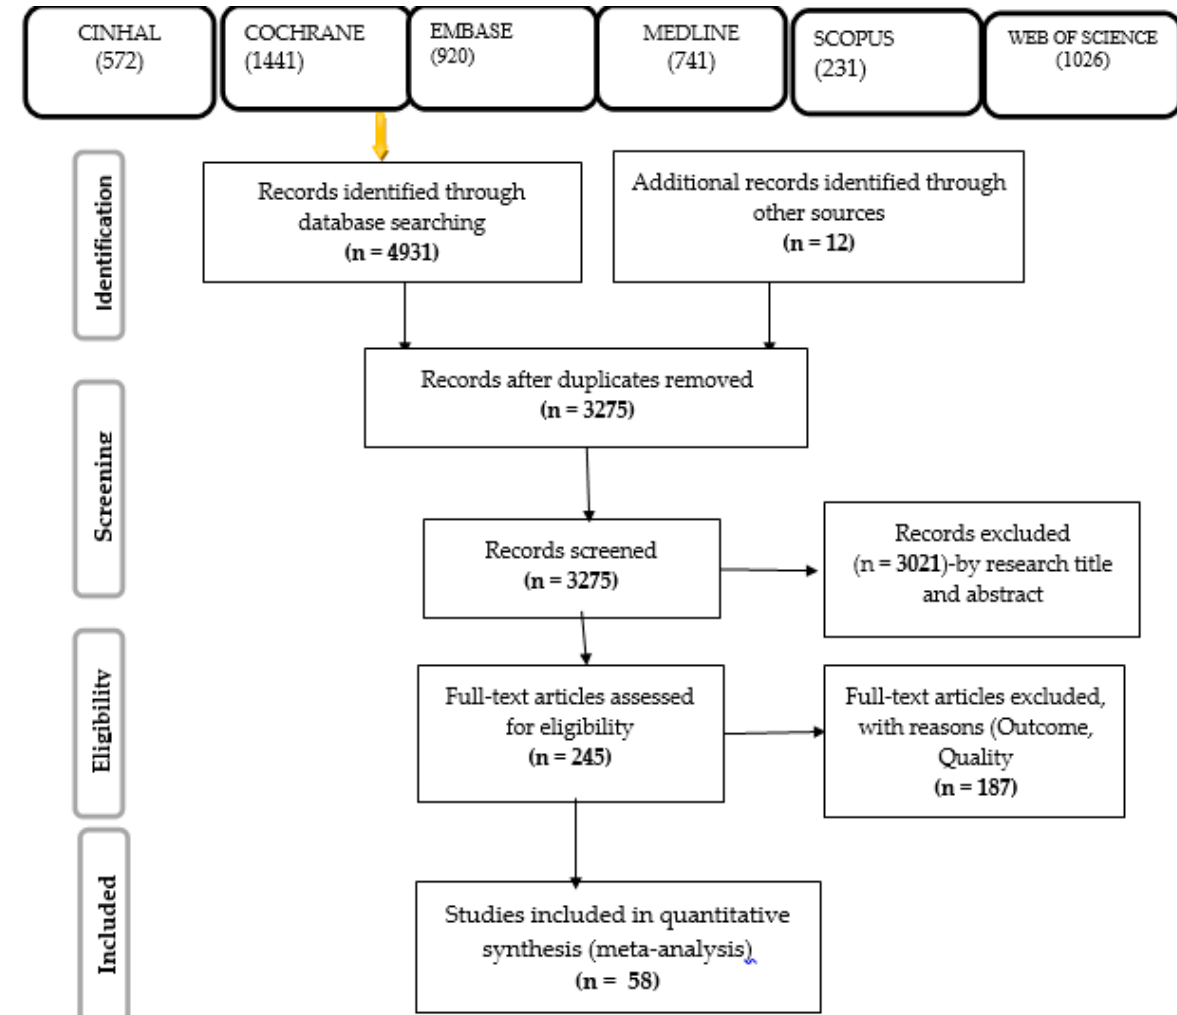 CINHAL
(572)
COCHRANE
(1441)
EMBASE
(920)
MEDLINE
(741)
SCOPUS
(231)
WEB OF SCIENCE
(1026)
Identification
Records identified through
database searching
(n = 4931)
Additional records identified through
other sources
(n = 12)
Records after duplicates removed
(n = 3275)
Screening
Records screened
(n = 3275)
Records excluded
(n = 3021)-by research title
and abstract
Eligibility
Full-text articles assessed
for eligibility
(n = 245)
Full-text articles excluded,
with reasons (Outcome,
Quality
(n = 187)
Included
Studies included in quantitative
synthesis (meta-analysis)
(n = 58)